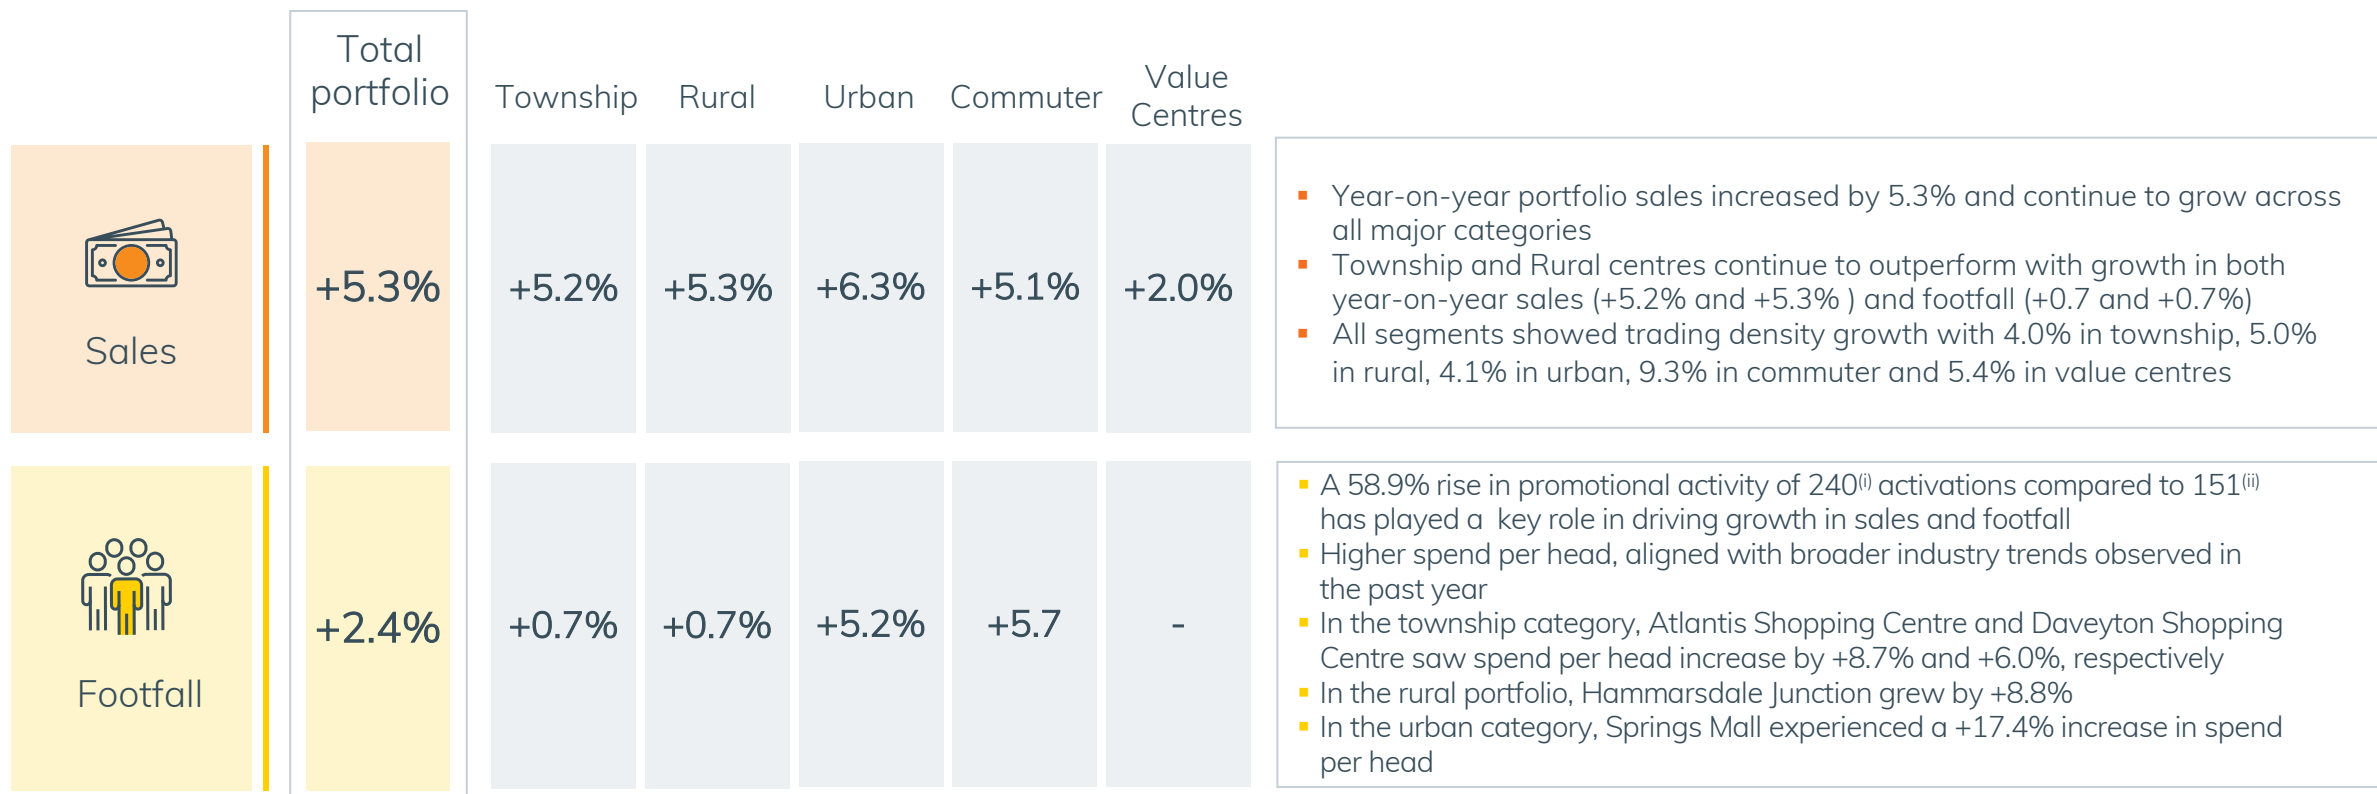 Total
portfolio
Township
Rural
Urban
Commuter
Value
Centres
Sales
+5.3%
+5.2%
+5.3%
+6.3%
+5.1%
+2.0%
▪ Year-on-year portfolio sales increased by 5.3% and continue to grow across
all major categories
▪ Township and Rural centres continue to outperform with growth in both
year-on-year sales (+5.2% and +5.3% ) and footfall (+0.7 and +0.7%)
▪ All segments showed trading density growth with 4.0% in township, 5.0%
in rural, 4.1% in urban, 9.3% in commuter and 5.4% in value centres
Footfall
+2.4%
+0.7%
+0.7%
+5.2%
+5.7
-
▪ A 58.9% rise in promotional activity of 240(i) activations compared to 151(ii)
has played a  key role in driving growth in sales and footfall
▪ Higher spend per head, aligned with broader industry trends observed in
the past year
▪ In the township category, Atlantis Shopping Centre and Daveyton Shopping
Centre saw spend per head increase by +8.7% and +6.0%, respectively
▪ In the rural portfolio, Hammarsdale Junction grew by +8.8%
▪ In the urban category, Springs Mall experienced a +17.4% increase in spend
per head